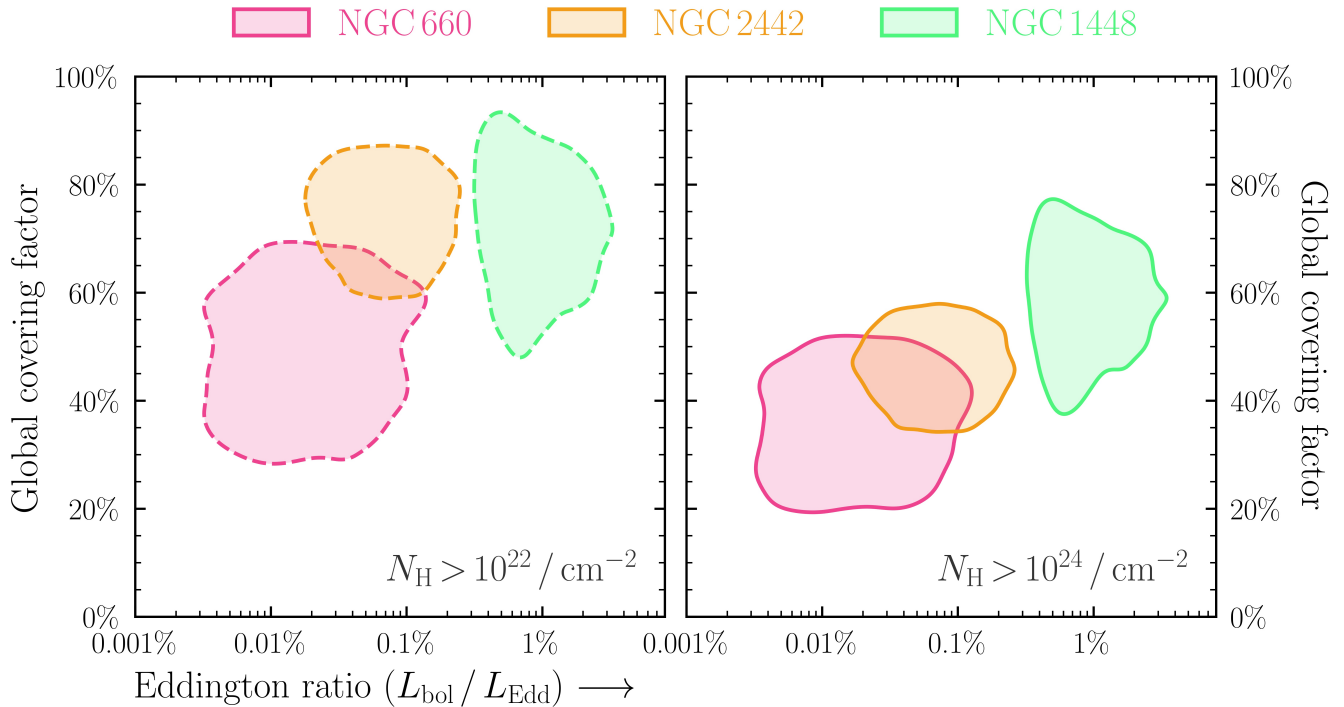 NGC 660 NGC 2442 NGC 1448
Global covering factor
100%
80%
60%
40%
20%
0%
0.001% 0.01% 0.1% 1%
N_H > 10^22 / cm^−2
Eddington ratio (L_bol / L_Edd) ⟶
N_H > 10^24 / cm^−2
0.001% 0.01% 0.1% 1%
100%
80%
60%
40%
20%
0%
Global covering factor